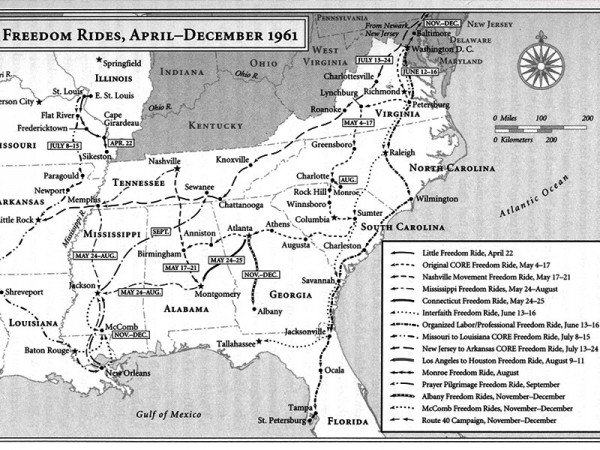 FREEDOM RIDES, APRIL–DECEMBER 1961
PENNSYLVANIA
From Newark,
New Jersey
NOV.–DEC.
NEW JERSEY
Baltimore
DELAWARE
Washington D. C.
MARYLAND
Springfield
ILLINOIS
INDIANA
OHIO
Ohio R.
WEST
VIRGINIA
JULY 13–24
JUNE 12–16
Charlottesville
Lynchburg
Richmond
Roanoke
Petersburg
VIRGINIA
MAY 4–17
St. Louis
E. St. Louis
erson City
Flat River
Cape
Girardeau
Fredericktown
APR. 22
SSOURI
JULY 8–15
Sikeston
Ohio R.
KENTUCKY
Greensboro
Raleigh
0 Miles 100 200
0 Kilometers 200
Paragould
Nashville
Knoxville
NORTH CAROLINA
RKANSAS
Newport
TENNESSEE
Sewanee
Charlotte
AUG.
Rock Hill
Monroe
Memphis
Chattanooga
Winnsboro
Wilmington
Little Rock
Columbia
Sumter
Atlantic Ocean
Mississippi R.
MISSISSIPPI
SEPT.
Anniston
Atlanta
Athens
SOUTH CAROLINA
Augusta
Charleston
MAY 24–AUG.
Birmingham
MAY 17–21
MAY 24–25
NOV.–DEC.
Savannah
Jackson
MAY 24–AUG.
Montgomery
GEORGIA
Shreveport
ALABAMA
Albany
LOUISIANA
McComb
NOV.–DEC.
Jacksonville
Tallahassee
Baton Rouge
New Orleans
Ocala
Gulf of Mexico
Tampa
St. Petersburg
FLORIDA
Little Freedom Ride, April 22
Original CORE Freedom Ride, May 4–17
Nashville Movement Freedom Ride, May 17–21
Mississippi Freedom Rides, May 24–August
Connecticut Freedom Ride, May 24–25
Interfaith Freedom Ride, June 13–16
Organized Labor/Professional Freedom Ride, June 13–16
Missouri to Louisiana CORE Freedom Ride, July 8–15
New Jersey to Arkansas CORE Freedom Ride, July 13–24
Los Angeles to Houston Freedom Ride, August 9–11
Monroe Freedom Ride, August
Prayer Pilgrimage Freedom Ride, September
Albany Freedom Rides, November–December
McComb Freedom Rides, November–December
Route 40 Campaign, November–December